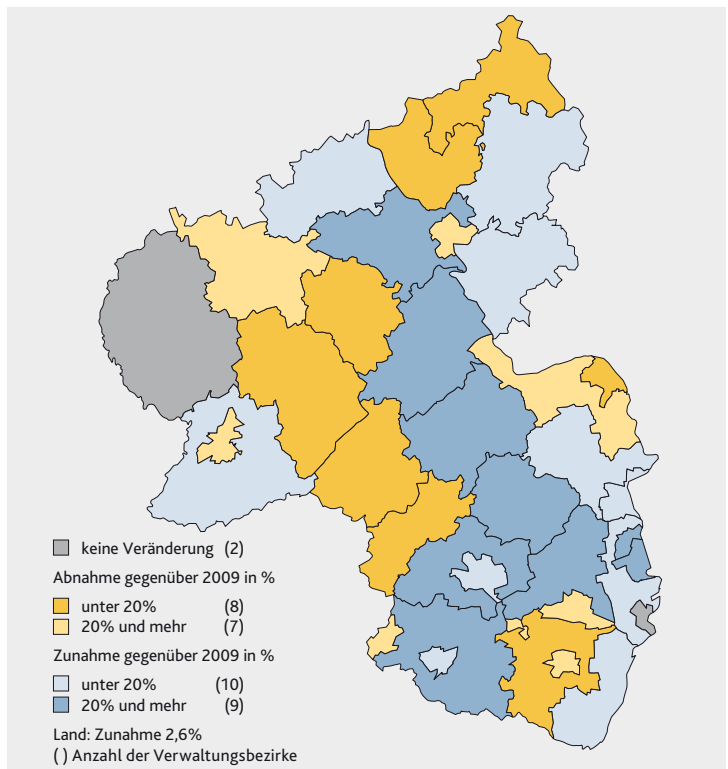 keine Veränderung (2)
Abnahme gegenüber 2009 in %
unter 20% (8)
20% und mehr (7)
Zunahme gegenüber 2009 in %
unter 20% (10)
20% und mehr (9)
Land: Zunahme 2,6%
( ) Anzahl der Verwaltungsbezirke